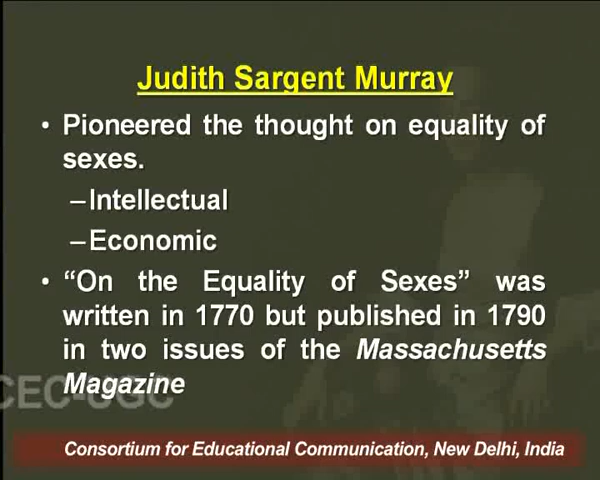 Judith Sargent Murray
• Pioneered the thought on equality of
sexes.
–Intellectual
–Economic
• “On the Equality of Sexes” was
written in 1770 but published in 1790
in two issues of the Massachusetts
Magazine
CEC-UGC
Consortium for Educational Communication, New Delhi, India